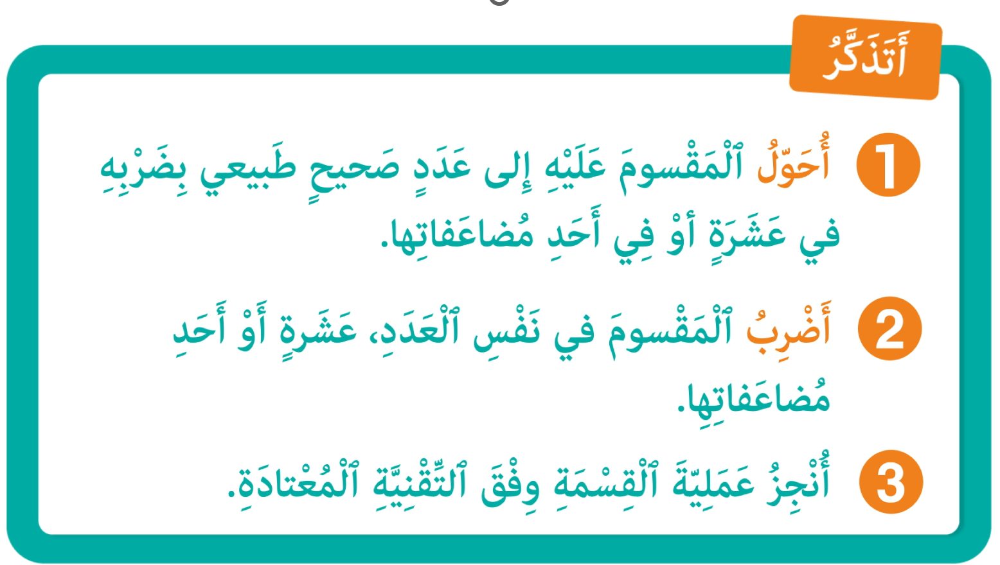 أَتَذَكَّرُ
1 أُحَوّلُ ٱلْمَقْسومَ عَلَيْهِ إِلى عَدَدٍ صَحيحٍ طَبيعي بِضَرْبِهِ
في عَشَرَةٍ أوْ فِي أَحَدِ مُضاعَفاتِها.
2 أَضْرِبُ ٱلْمَقْسومَ في نَفْسِ ٱلْعَدَدِ، عَشَرةٍ أَوْ أَحَدِ
مُضاعَفاتِهِا.
3 أُنْجِزُ عَمَلِيّةَ ٱلْقِسْمَةِ وِفْقَ ٱلتِّقْنِيَّةِ ٱلْمُعْتادَةِ.